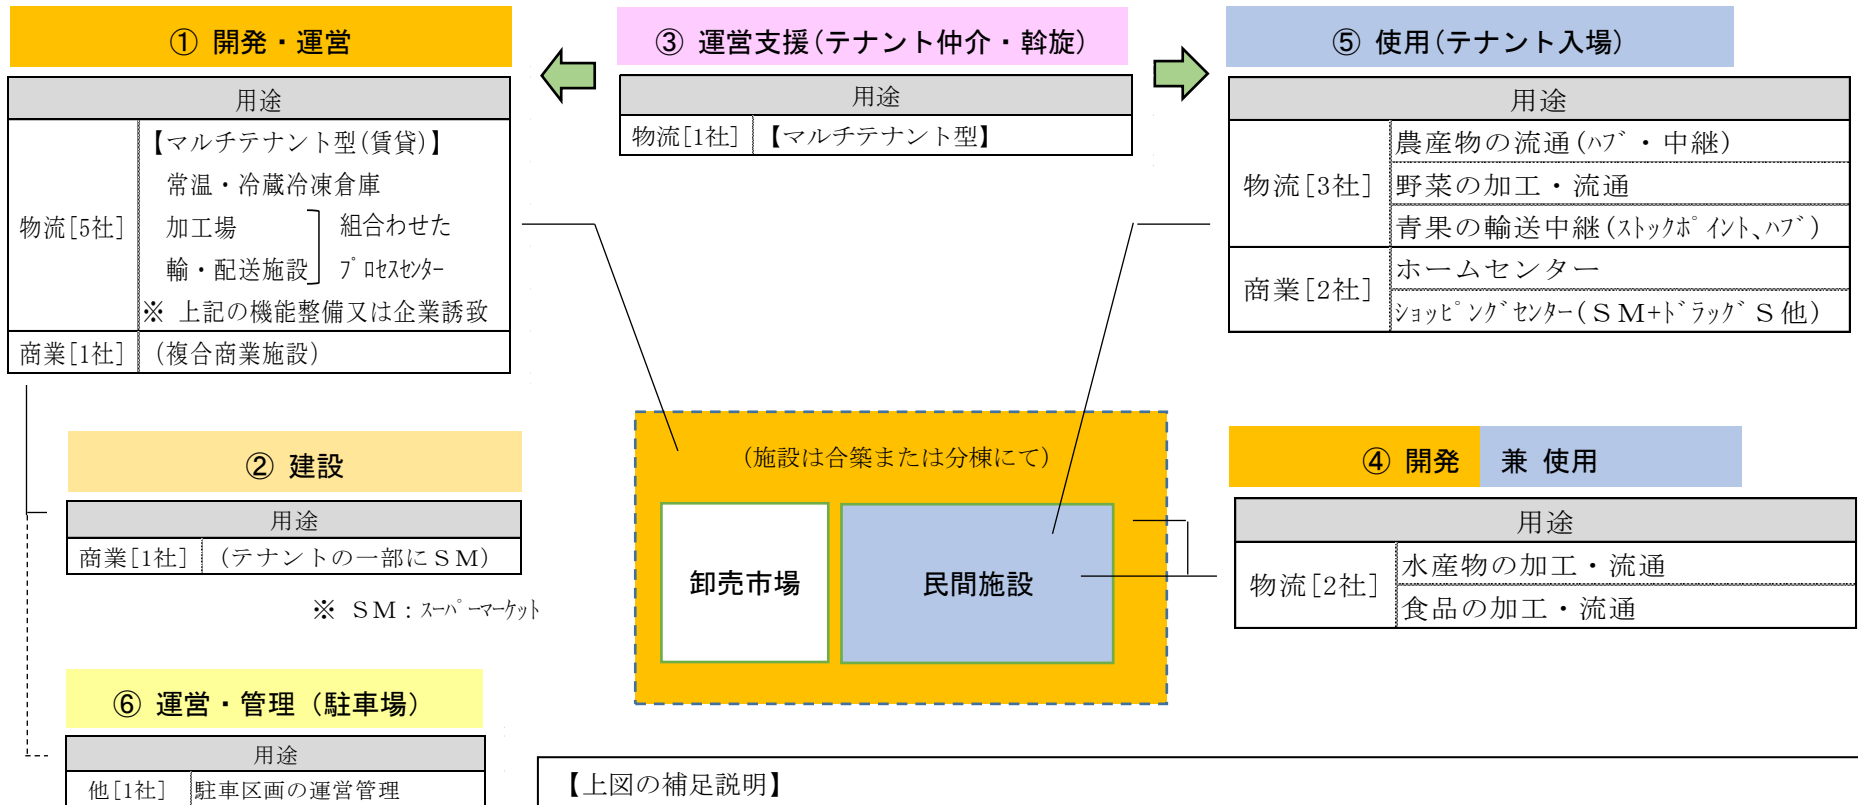 ① 開発・運営
用途
物流[5社]
【マルチテナント型(賃貸)】
常温・冷蔵冷凍倉庫
加工場
輸・配送施設
組合わせた
ﾌﾟﾛｾｽｾﾝﾀｰ
※ 上記の機能整備又は企業誘致
商業[1社] (複合商業施設)
② 建設
用途
商業[1社] (テナントの一部にＳＭ)
※ ＳＭ：ｽｰﾊﾟｰﾏｰｹｯﾄ
⑥ 運営・管理（駐車場）
用途
他[1社] 駐車区画の運営管理
③ 運営支援(テナント仲介・斡旋)
用途
物流[1社] 【マルチテナント型】
(施設は合築または分棟にて)
卸売市場
民間施設
⑤ 使用(テナント入場)
用途
物流[3社]
農産物の流通(ﾊﾌﾞ・中継)
野菜の加工・流通
青果の輸送中継(ｽﾄｯｸﾎﾟｲﾝﾄ､ﾊﾌﾞ)
商業[2社]
ホームセンター
ｼｮｯﾋﾟﾝｸﾞｾﾝﾀｰ(ＳＭ+ﾄﾞﾗｯｸﾞＳ他)
④ 開発 兼 使用
用途
物流[2社]
水産物の加工・流通
食品の加工・流通
【上図の補足説明】